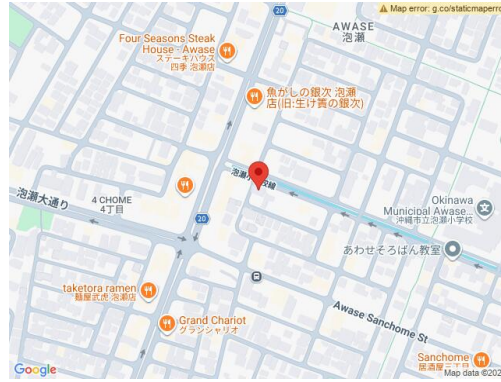 Map error: g.co/staticmaperro
20
AWASE
泡瀬
Four Seasons Steak
House - Awase
ステーキハウス
四季 泡瀬店
魚がしの銀次 泡瀬
店(旧:生け簀の銀次)
泡瀬大通り
4 CHOME
4丁目
20
Okinawa
Municipal Awase...
沖縄市立泡瀬小学校
あわせそろばん教室
taketora ramen
麺屋武虎 泡瀬店
Grand Chariot
グランシャリオ
Awase Sanchome St
Sanchome
居酒屋三丁目
Google
Map data ©202